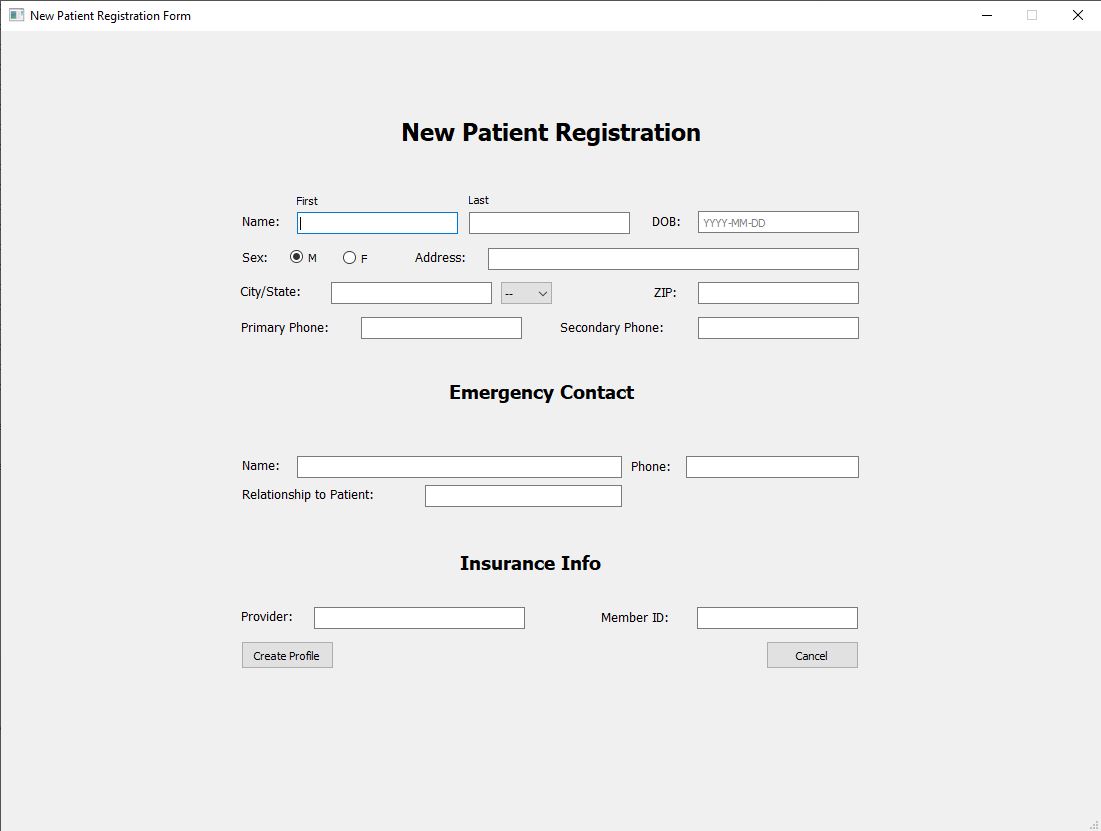 New Patient Registration Form
New Patient Registration
First Last
Name: DOB: YYYY-MM-DD
Sex: M F Address:
City/State: -- ZIP:
Primary Phone: Secondary Phone:
Emergency Contact
Name: Phone:
Relationship to Patient:
Insurance Info
Provider: Member ID:
Create Profile Cancel